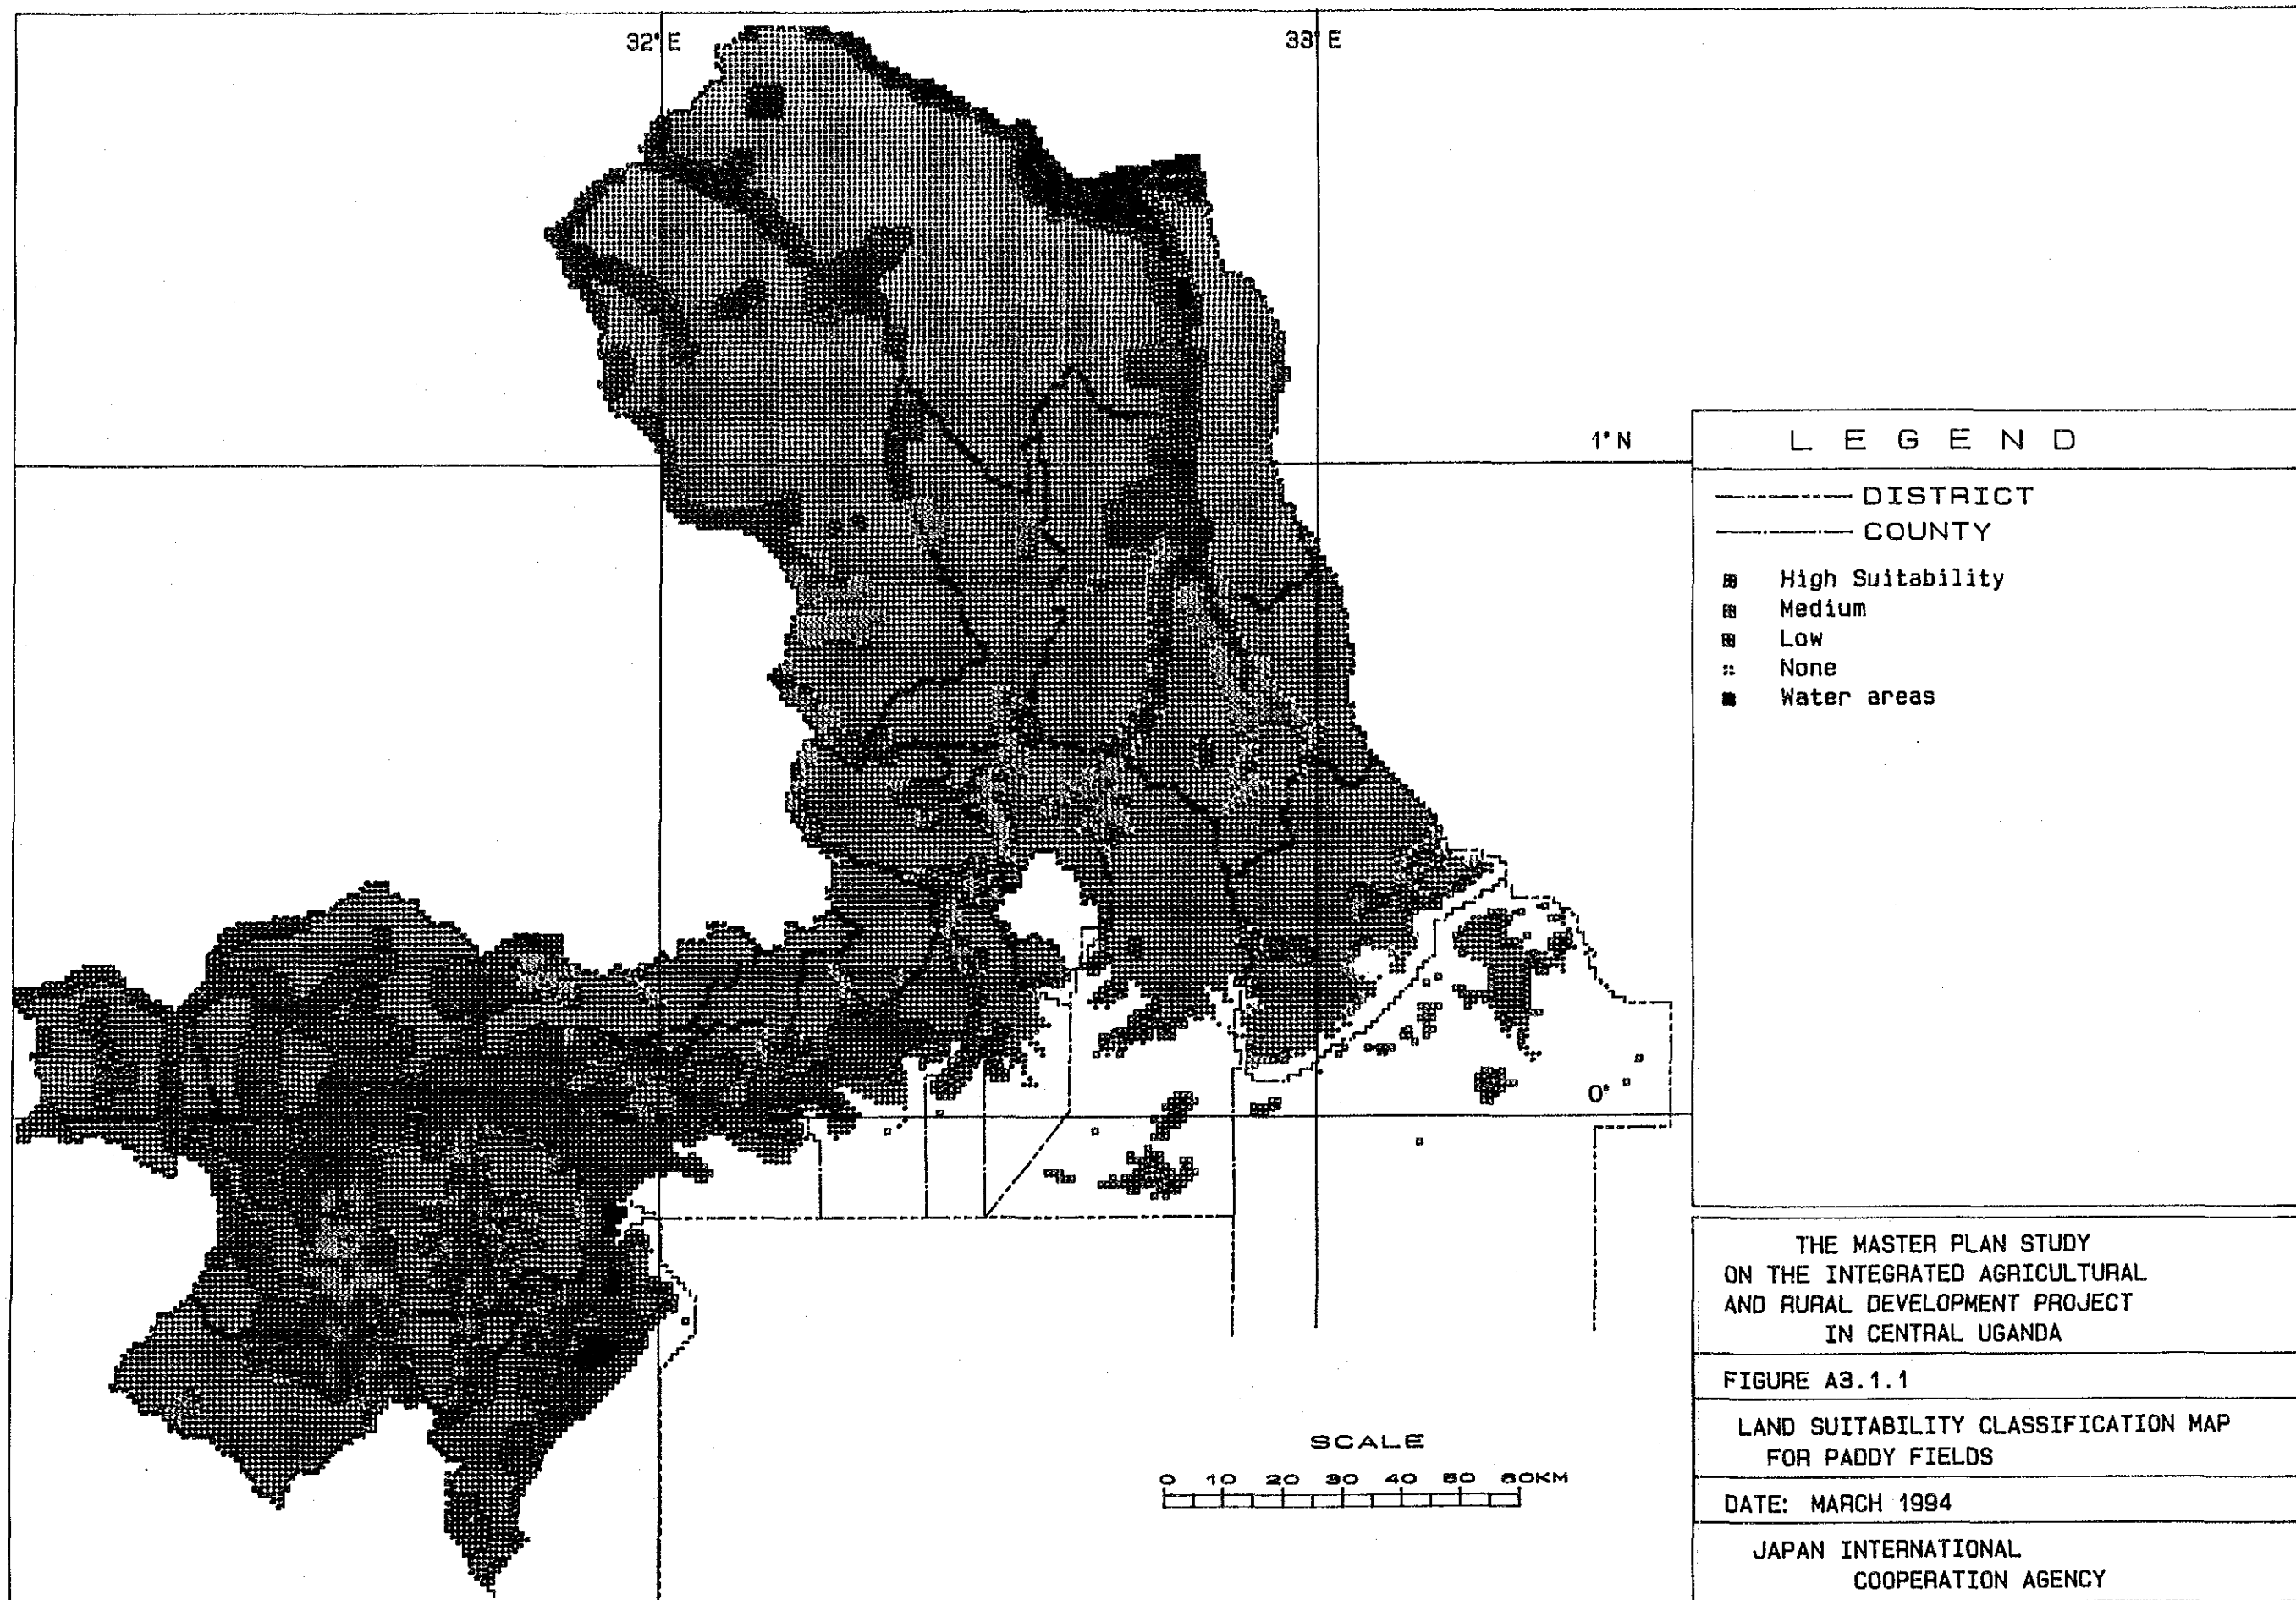 32° E
33° E
1° N
L E G E N D
DISTRICT
COUNTY
High Suitability
Medium
Low
None
Water areas
0°
THE MASTER PLAN STUDY
ON THE INTEGRATED AGRICULTURAL
AND RURAL DEVELOPMENT PROJECT
IN CENTRAL UGANDA
FIGURE A3.1.1
LAND SUITABILITY CLASSIFICATION MAP
FOR PADDY FIELDS
DATE: MARCH 1994
JAPAN INTERNATIONAL
COOPERATION AGENCY
SCALE
0 10 20 30 40 50 60KM